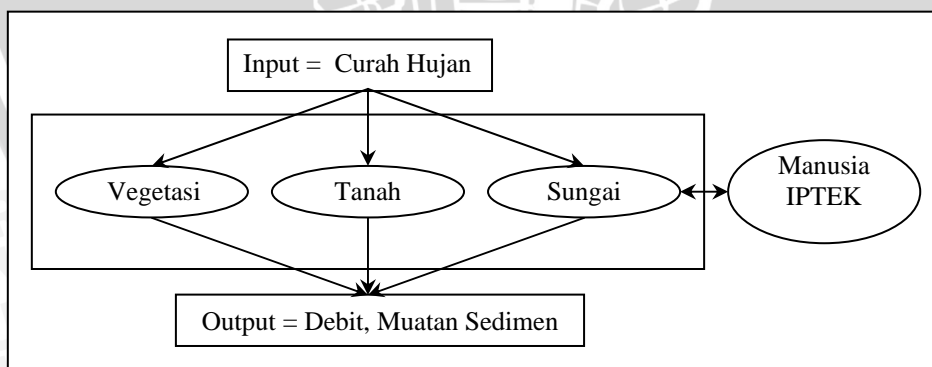 Input = Curah Hujan
Vegetasi
Tanah
Sungai
Manusia
IPTEK
Output = Debit, Muatan Sedimen